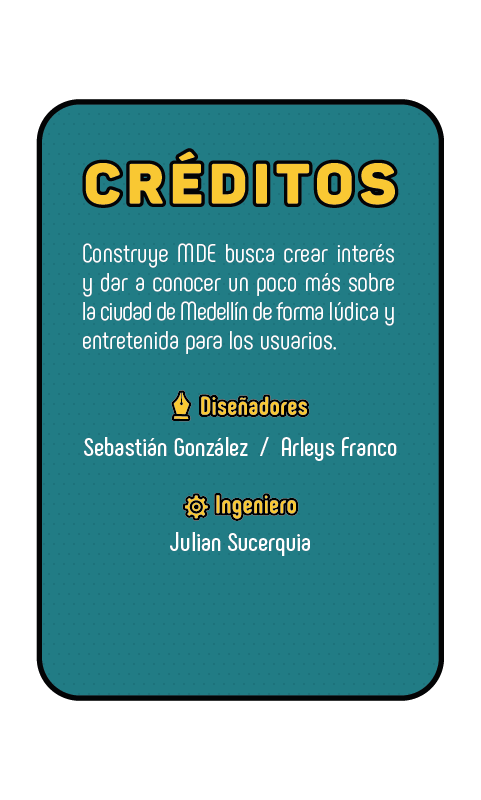 CRÉDITOS
Construye MDE busca crear interés
y dar a conocer un poco más sobre
la ciudad de Medellín de forma lúdica y
entretenida para los usuarios.
Diseñadores
Sebastián González / Arleys Franco
Ingeniero
Julian Sucerquia